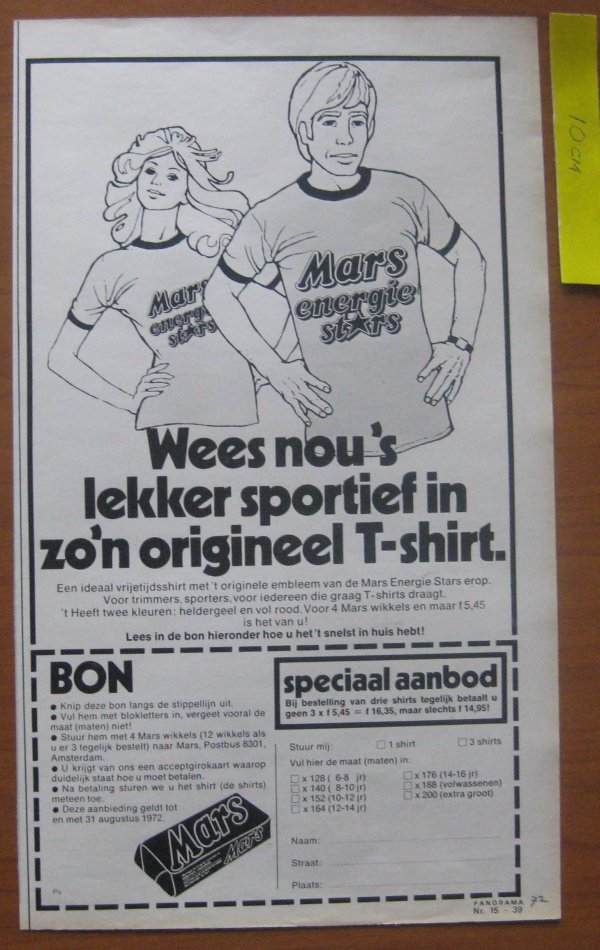 10 CM
Mars
energie
stars
Mars
energie
stars
Wees nou's
lekker sportief in
zo'n origineel T-shirt.
Een ideaal vrijetijdsshirt met 't originele embleem van de Mars Energie Stars erop.
Voor trimmers, sporters, voor iedereen die graag T-shirts draagt.
't Heeft twee kleuren: heldergeel en vol rood. Voor 4 Mars wikkels en maar f 5,45
is het van u!
Lees in de bon hieronder hoe u het 't snelst in huis hebt!
BON
● Knip deze bon langs de stippellijn uit.
● Vul hem met blokletters in, vergeet vooral de
maat (maten) niet!
● Stuur hem met 4 Mars wikkels (12 wikkels als
u er 3 tegelijk bestelt) naar Mars, Postbus 8301,
Amsterdam.
● U krijgt van ons een acceptgirokaart waarop
duidelijk staat hoe u moet betalen.
● Na betaling sturen we u het shirt (de shirts)
meteen toe.
● Deze aanbieding geldt tot
en met 31 augustus 1972.
Mars
Mars
Ps
speciaal aanbod
Bij bestelling van drie shirts tegelijk betaalt u
geen 3 x f 5,45 = f 16,35, maar slechts f 14,95!
Stuur mij: □ 1 shirt □ 3 shirts
Vul hier de maat (maten) in:
□ x 128 ( 6-8 jr) □ x 176 (14-16 jr)
□ x 140 ( 8-10 jr) □ x 188 (volwassenen)
□ x 152 (10-12 jr) □ x 200 (extra groot)
□ x 164 (12-14 jr)
Naam:
Straat:
Plaats:
PANORAMA 72
Nr. 15 - 39